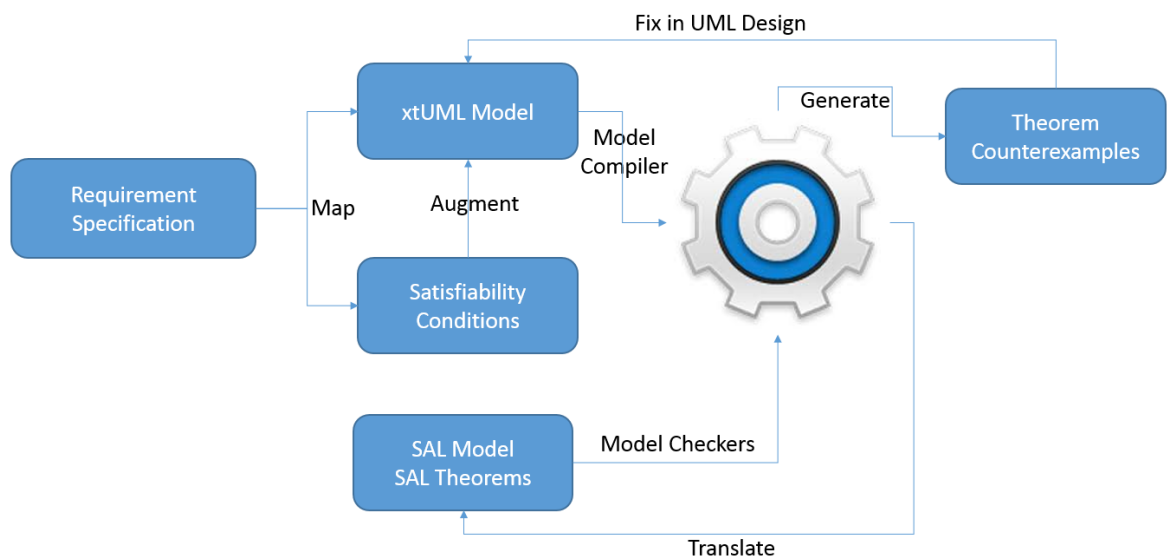 Fix in UML Design
xtUML Model
Generate
Theorem
Counterexamples
Model
Compiler
Requirement
Specification
Map
Augment
Satisfiability
Conditions
SAL Model
SAL Theorems
Model Checkers
Translate